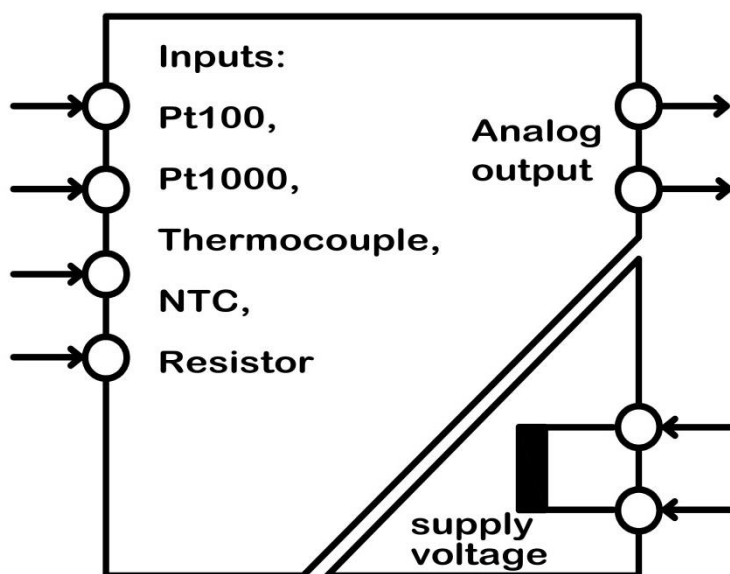 Inputs:
Pt100,
Pt1000,
Thermocouple,
NTC,
Resistor
Analog
output
supply
voltage